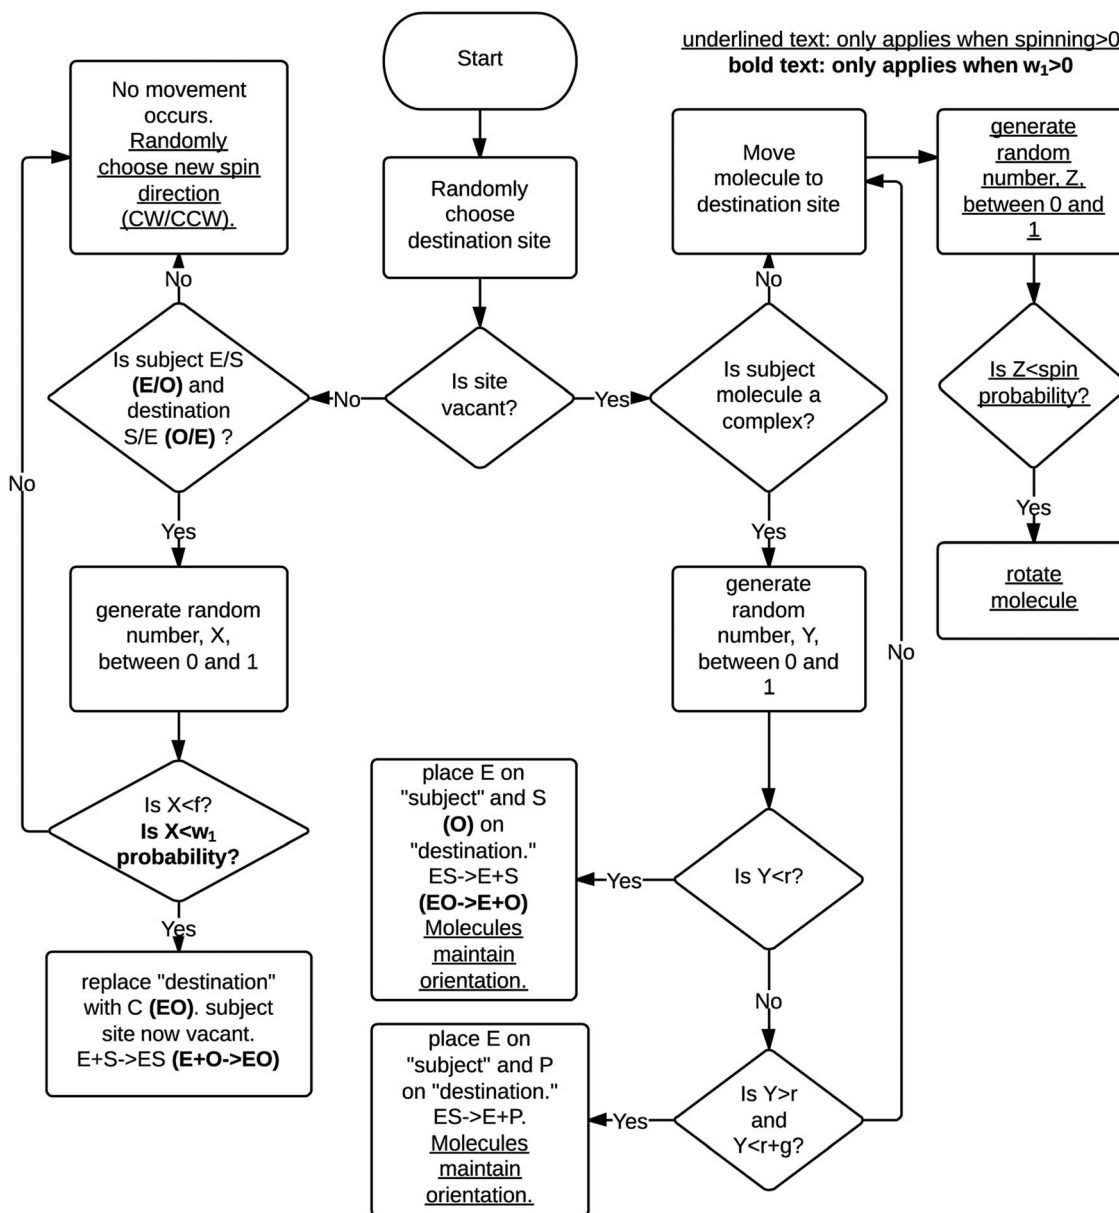 Start
underlined text: only applies when spinning>0
bold text: only applies when w₁>0
No movement
occurs.
Randomly
choose new spin
direction
(CW/CCW).
Randomly
choose
destination site
Move
molecule to
destination site
generate
random
number, Z,
between 0 and
1
No
No
Is subject E/S
(E/O) and
destination
S/E (O/E) ?
No
Is site
vacant?
Yes
Is subject
molecule a
complex?
Is Z<spin
probability?
No
Yes
Yes
Yes
generate random
number, X,
between 0 and 1
generate
random
number, Y,
between 0 and
1
rotate
molecule
No
Is X<f?
Is X<w₁
probability?
place E on
"subject" and S
(O) on
"destination."
ES->E+S
(EO->E+O)
Molecules
maintain
orientation.
Yes
Is Y<r?
Yes
replace "destination"
with C (EO). subject
site now vacant.
E+S->ES (E+O->EO)
No
place E on
"subject" and P
on "destination."
ES->E+P.
Molecules
maintain
orientation.
Yes
Is Y>r
and
Y<r+g?